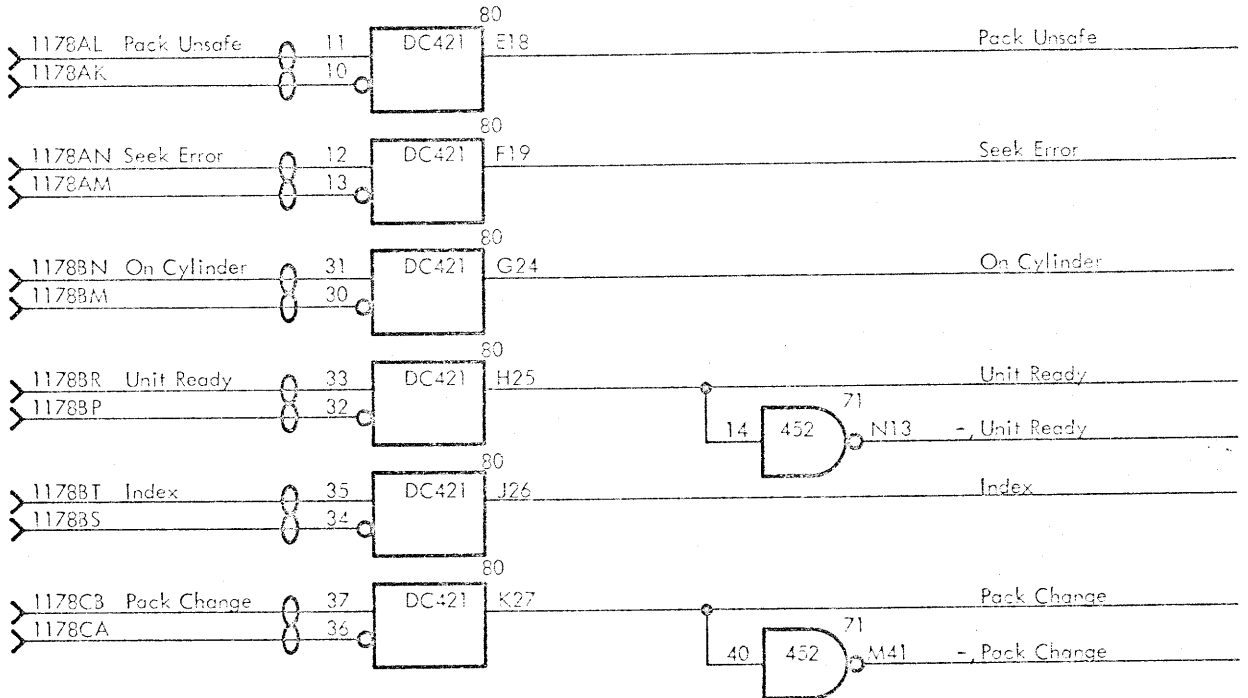 80
1178AL Pack Unsafe 11 DC421 E18 Pack Unsafe
1178AK 10
80
1178AN Seek Error 12 DC421 F19 Seek Error
1178AM 13
80
1178BN On Cylinder 31 DC421 G24 On Cylinder
1178BM 30
80
1178BR Unit Ready 33 DC421 H25 Unit Ready
1178BP 32
71
14 452 N13 ¬, Unit Ready
80
1178BT Index 35 DC421 J26 Index
1178BS 34
80
1178CB Pack Change 37 DC421 K27 Pack Change
1178CA 36
71
40 452 M41 ¬, Pack Change